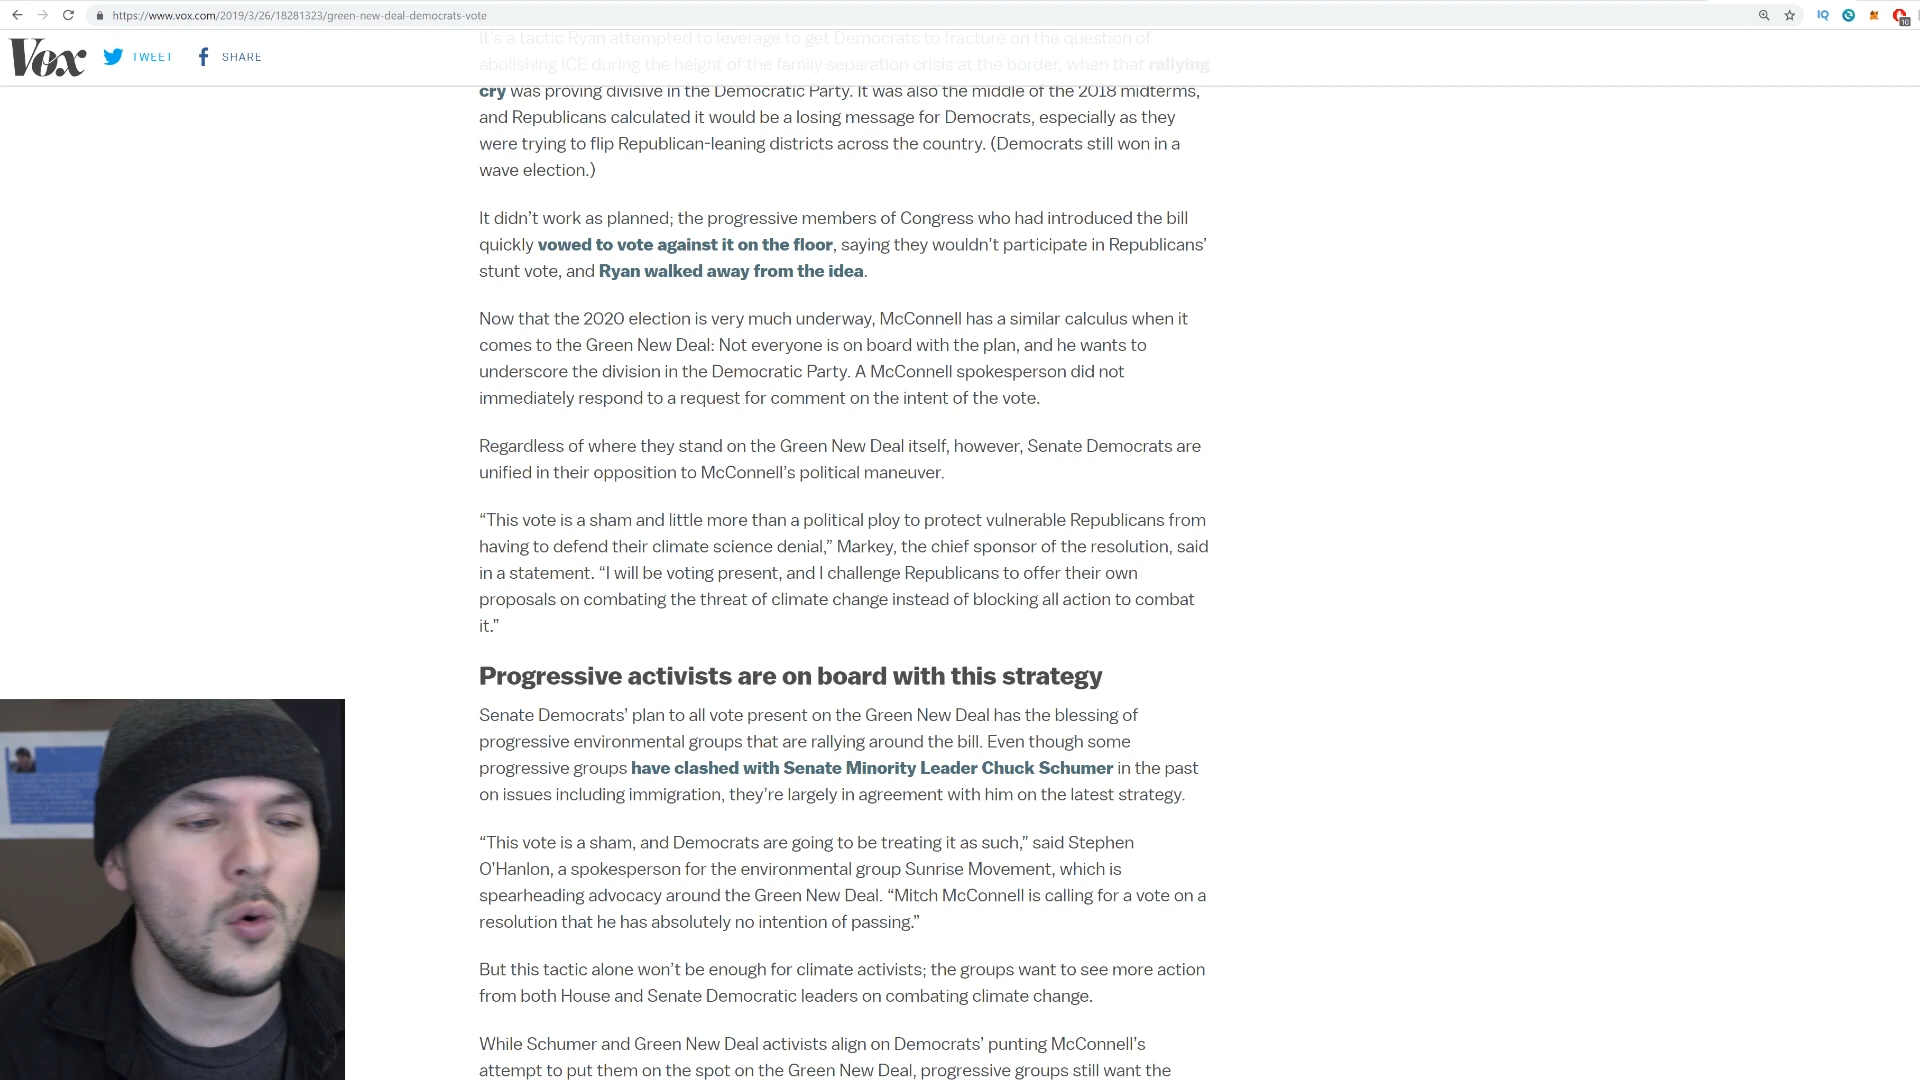 https://www.vox.com/2019/3/26/18281323/green-new-deal-democrats-vote
IQ
10
Vox
TWEET
SHARE
It's a tactic Ryan attempted to leverage to get Democrats to fracture on the question of
abolishing ICE during the height of the family separation crisis at the border, when that rallying
cry was proving divisive in the Democratic Party. It was also the middle of the 2018 midterms,
and Republicans calculated it would be a losing message for Democrats, especially as they
were trying to flip Republican-leaning districts across the country. (Democrats still won in a
wave election.)
It didn't work as planned; the progressive members of Congress who had introduced the bill
quickly vowed to vote against it on the floor, saying they wouldn't participate in Republicans'
stunt vote, and Ryan walked away from the idea.
Now that the 2020 election is very much underway, McConnell has a similar calculus when it
comes to the Green New Deal: Not everyone is on board with the plan, and he wants to
underscore the division in the Democratic Party. A McConnell spokesperson did not
immediately respond to a request for comment on the intent of the vote.
Regardless of where they stand on the Green New Deal itself, however, Senate Democrats are
unified in their opposition to McConnell's political maneuver.
“This vote is a sham and little more than a political ploy to protect vulnerable Republicans from
having to defend their climate science denial,” Markey, the chief sponsor of the resolution, said
in a statement. “I will be voting present, and I challenge Republicans to offer their own
proposals on combating the threat of climate change instead of blocking all action to combat
it.”
Progressive activists are on board with this strategy
Senate Democrats' plan to all vote present on the Green New Deal has the blessing of
progressive environmental groups that are rallying around the bill. Even though some
progressive groups have clashed with Senate Minority Leader Chuck Schumer in the past
on issues including immigration, they're largely in agreement with him on the latest strategy.
“This vote is a sham, and Democrats are going to be treating it as such,” said Stephen
O'Hanlon, a spokesperson for the environmental group Sunrise Movement, which is
spearheading advocacy around the Green New Deal. “Mitch McConnell is calling for a vote on a
resolution that he has absolutely no intention of passing.”
But this tactic alone won't be enough for climate activists; the groups want to see more action
from both House and Senate Democratic leaders on combating climate change.
While Schumer and Green New Deal activists align on Democrats' punting McConnell's
attempt to put them on the spot on the Green New Deal, progressive groups still want the